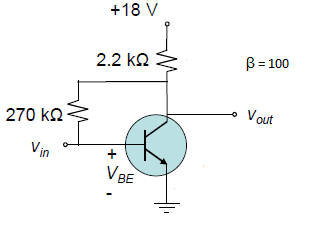 +18 V
2.2 kΩ
β = 100
270 kΩ
Vout
Vin
+
VBE
-